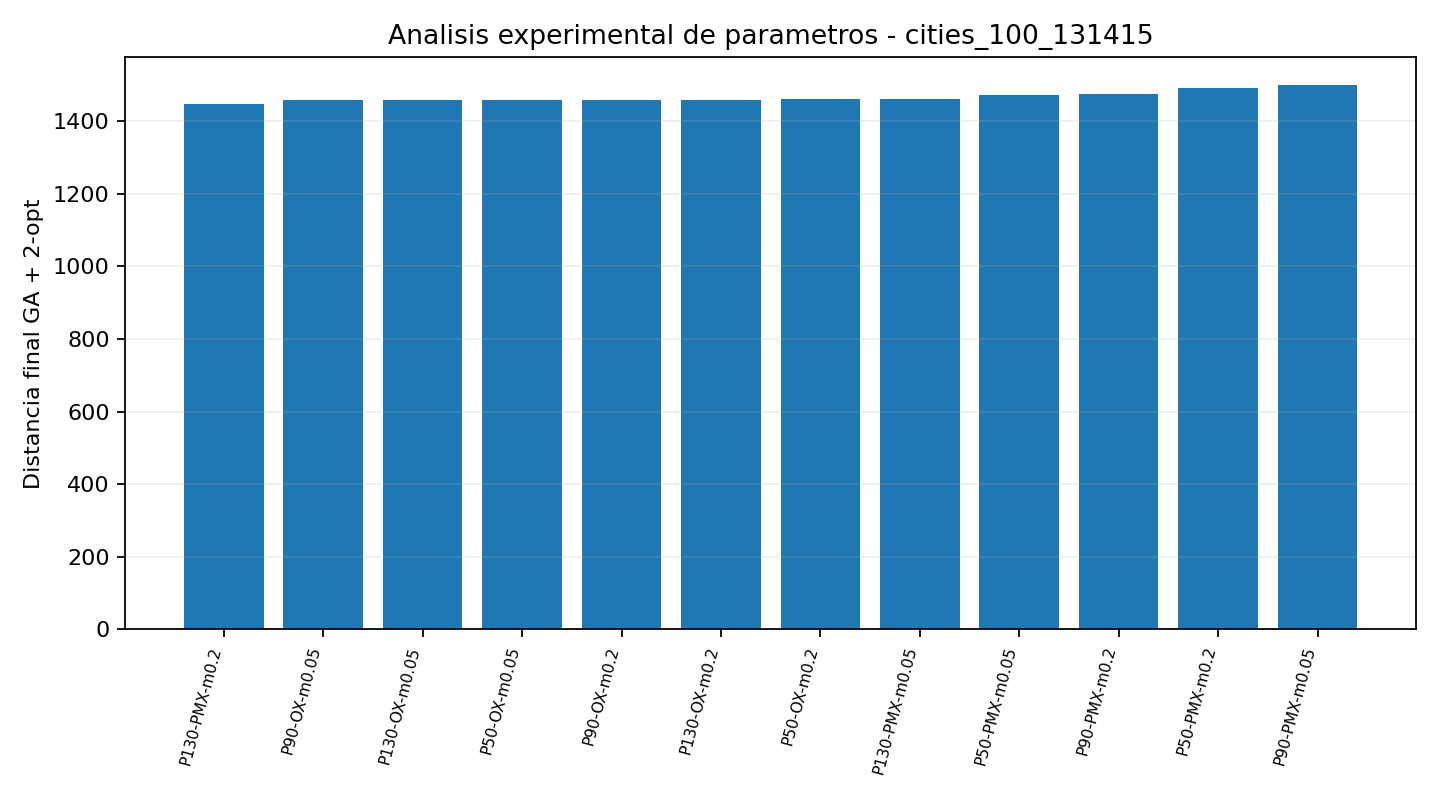 Analisis experimental de parametros - cities_100_131415
Distancia final GA + 2-opt
1400
1200
1000
800
600
400
200
0
P130-PMX-m0.2
P90-OX-m0.05
P130-OX-m0.05
P50-OX-m0.05
P90-OX-m0.2
P130-OX-m0.2
P50-OX-m0.2
P130-PMX-m0.05
P50-PMX-m0.05
P90-PMX-m0.2
P50-PMX-m0.2
P90-PMX-m0.05